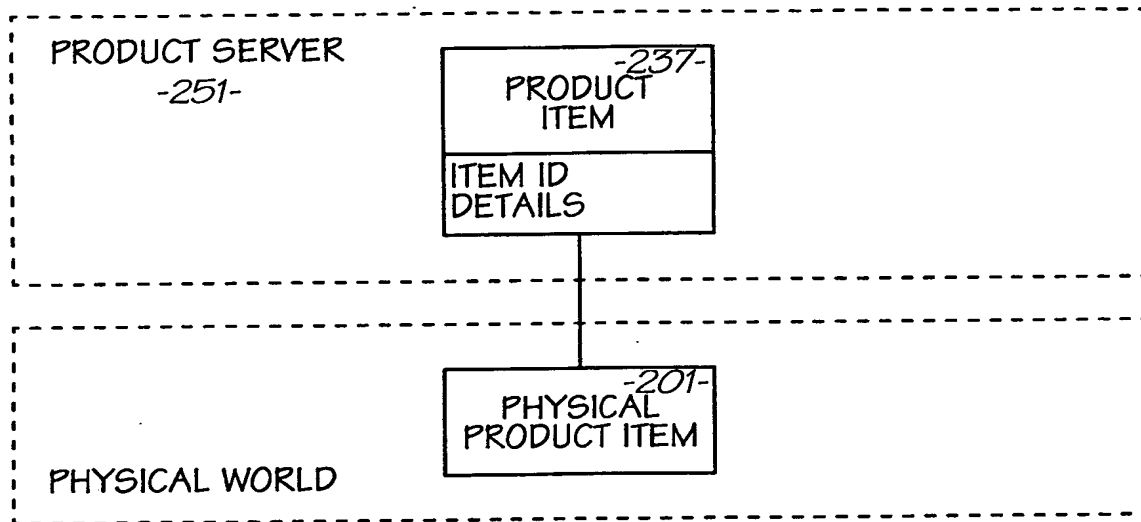 PRODUCT SERVER
-251-
-237-
PRODUCT
ITEM
ITEM ID
DETAILS
-201-
PHYSICAL
PRODUCT ITEM
PHYSICAL WORLD